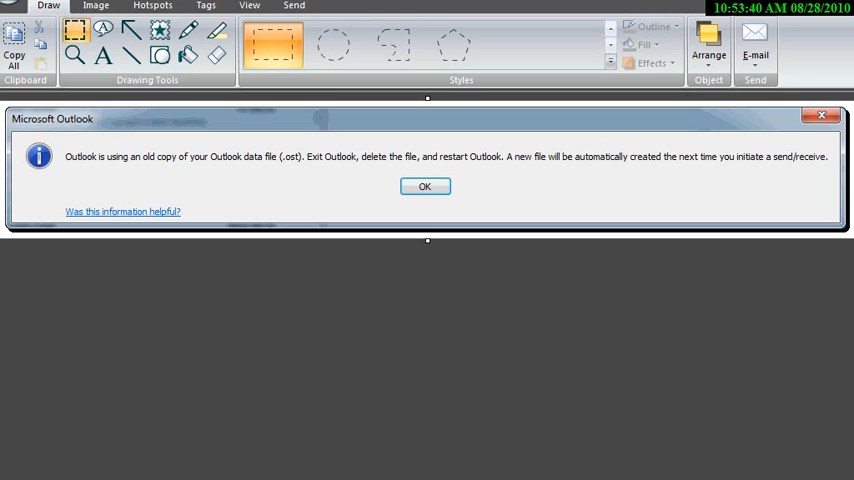 Draw Image Hotspots Tags View Send
10:53:40 AM 08/28/2010
Copy
All
Outline
Fill
Effects
Arrange
E-mail
Clipboard Drawing Tools Styles Object Send
Microsoft Outlook
Outlook is using an old copy of your Outlook data file (.ost). Exit Outlook, delete the file, and restart Outlook. A new file will be automatically created the next time you initiate a send/receive.
OK
Was this information helpful?